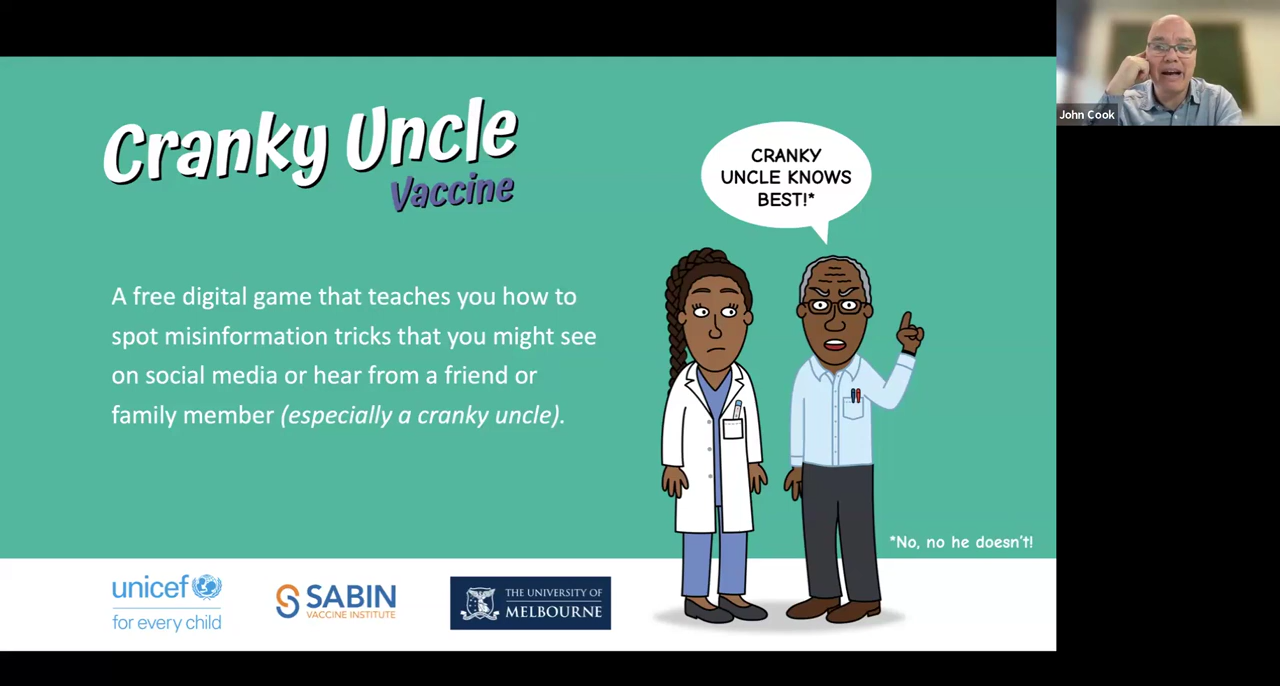 Cranky Uncle
Vaccine
CRANKY
UNCLE KNOWS
BEST!*
A free digital game that teaches you how to
spot misinformation tricks that you might see
on social media or hear from a friend or
family member (especially a cranky uncle).
*No, no he doesn't!
unicef
for every child
SABIN
VACCINE INSTITUTE
THE UNIVERSITY OF
MELBOURNE
John Cook